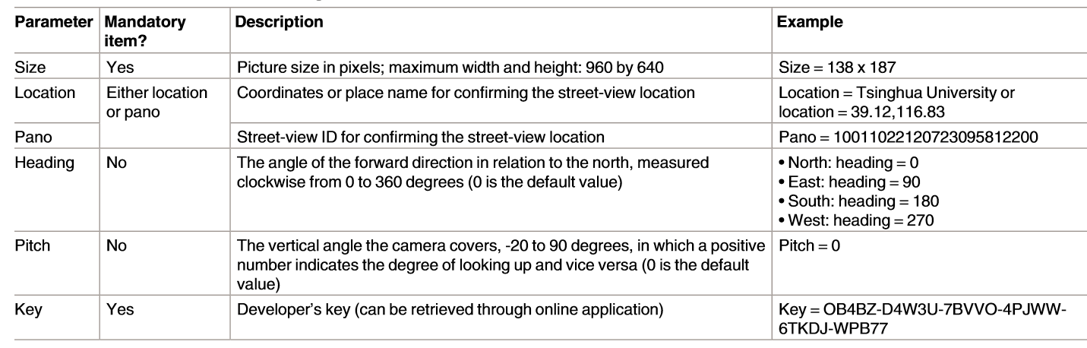 Parameter Mandatory item? Description Example
Size Yes Picture size in pixels; maximum width and height: 960 by 640 Size = 138 x 187
Location Either location or pano Coordinates or place name for confirming the street-view location Location = Tsinghua University or location = 39.12,116.83
Pano Street-view ID for confirming the street-view location Pano = 10011022120723095812200
Heading No The angle of the forward direction in relation to the north, measured clockwise from 0 to 360 degrees (0 is the default value) • North: heading = 0
• East: heading = 90
• South: heading = 180
• West: heading = 270
Pitch No The vertical angle the camera covers, -20 to 90 degrees, in which a positive number indicates the degree of looking up and vice versa (0 is the default value) Pitch = 0
Key Yes Developer's key (can be retrieved through online application) Key = OB4BZ-D4W3U-7BVVO-4PJWW-6TKDJ-WPB77